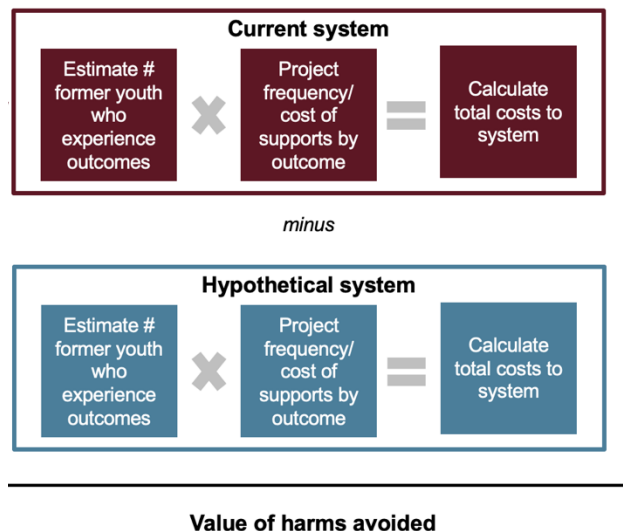 Current system
Estimate #
former youth
who
experience
outcomes
Project
frequency/
cost of
supports by
outcome
Calculate
total costs to
system
minus
Hypothetical system
Estimate #
former youth
who
experience
outcomes
Project
frequency/
cost of
supports by
outcome
Calculate
total costs to
system
Value of harms avoided